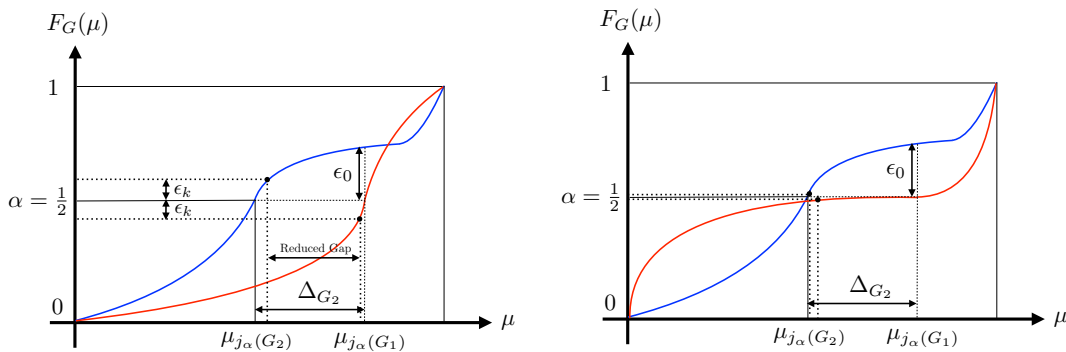 F_G(μ)
1
ϵ_k
ϵ_k
α = 1/2
ϵ_0
Reduced Gap
Δ_{G_2}
0
μ
μ_{j_α(G_2)}
μ_{j_α(G_1)}
F_G(μ)
1
ϵ_0
α = 1/2
Δ_{G_2}
0
μ
μ_{j_α(G_2)}
μ_{j_α(G_1)}